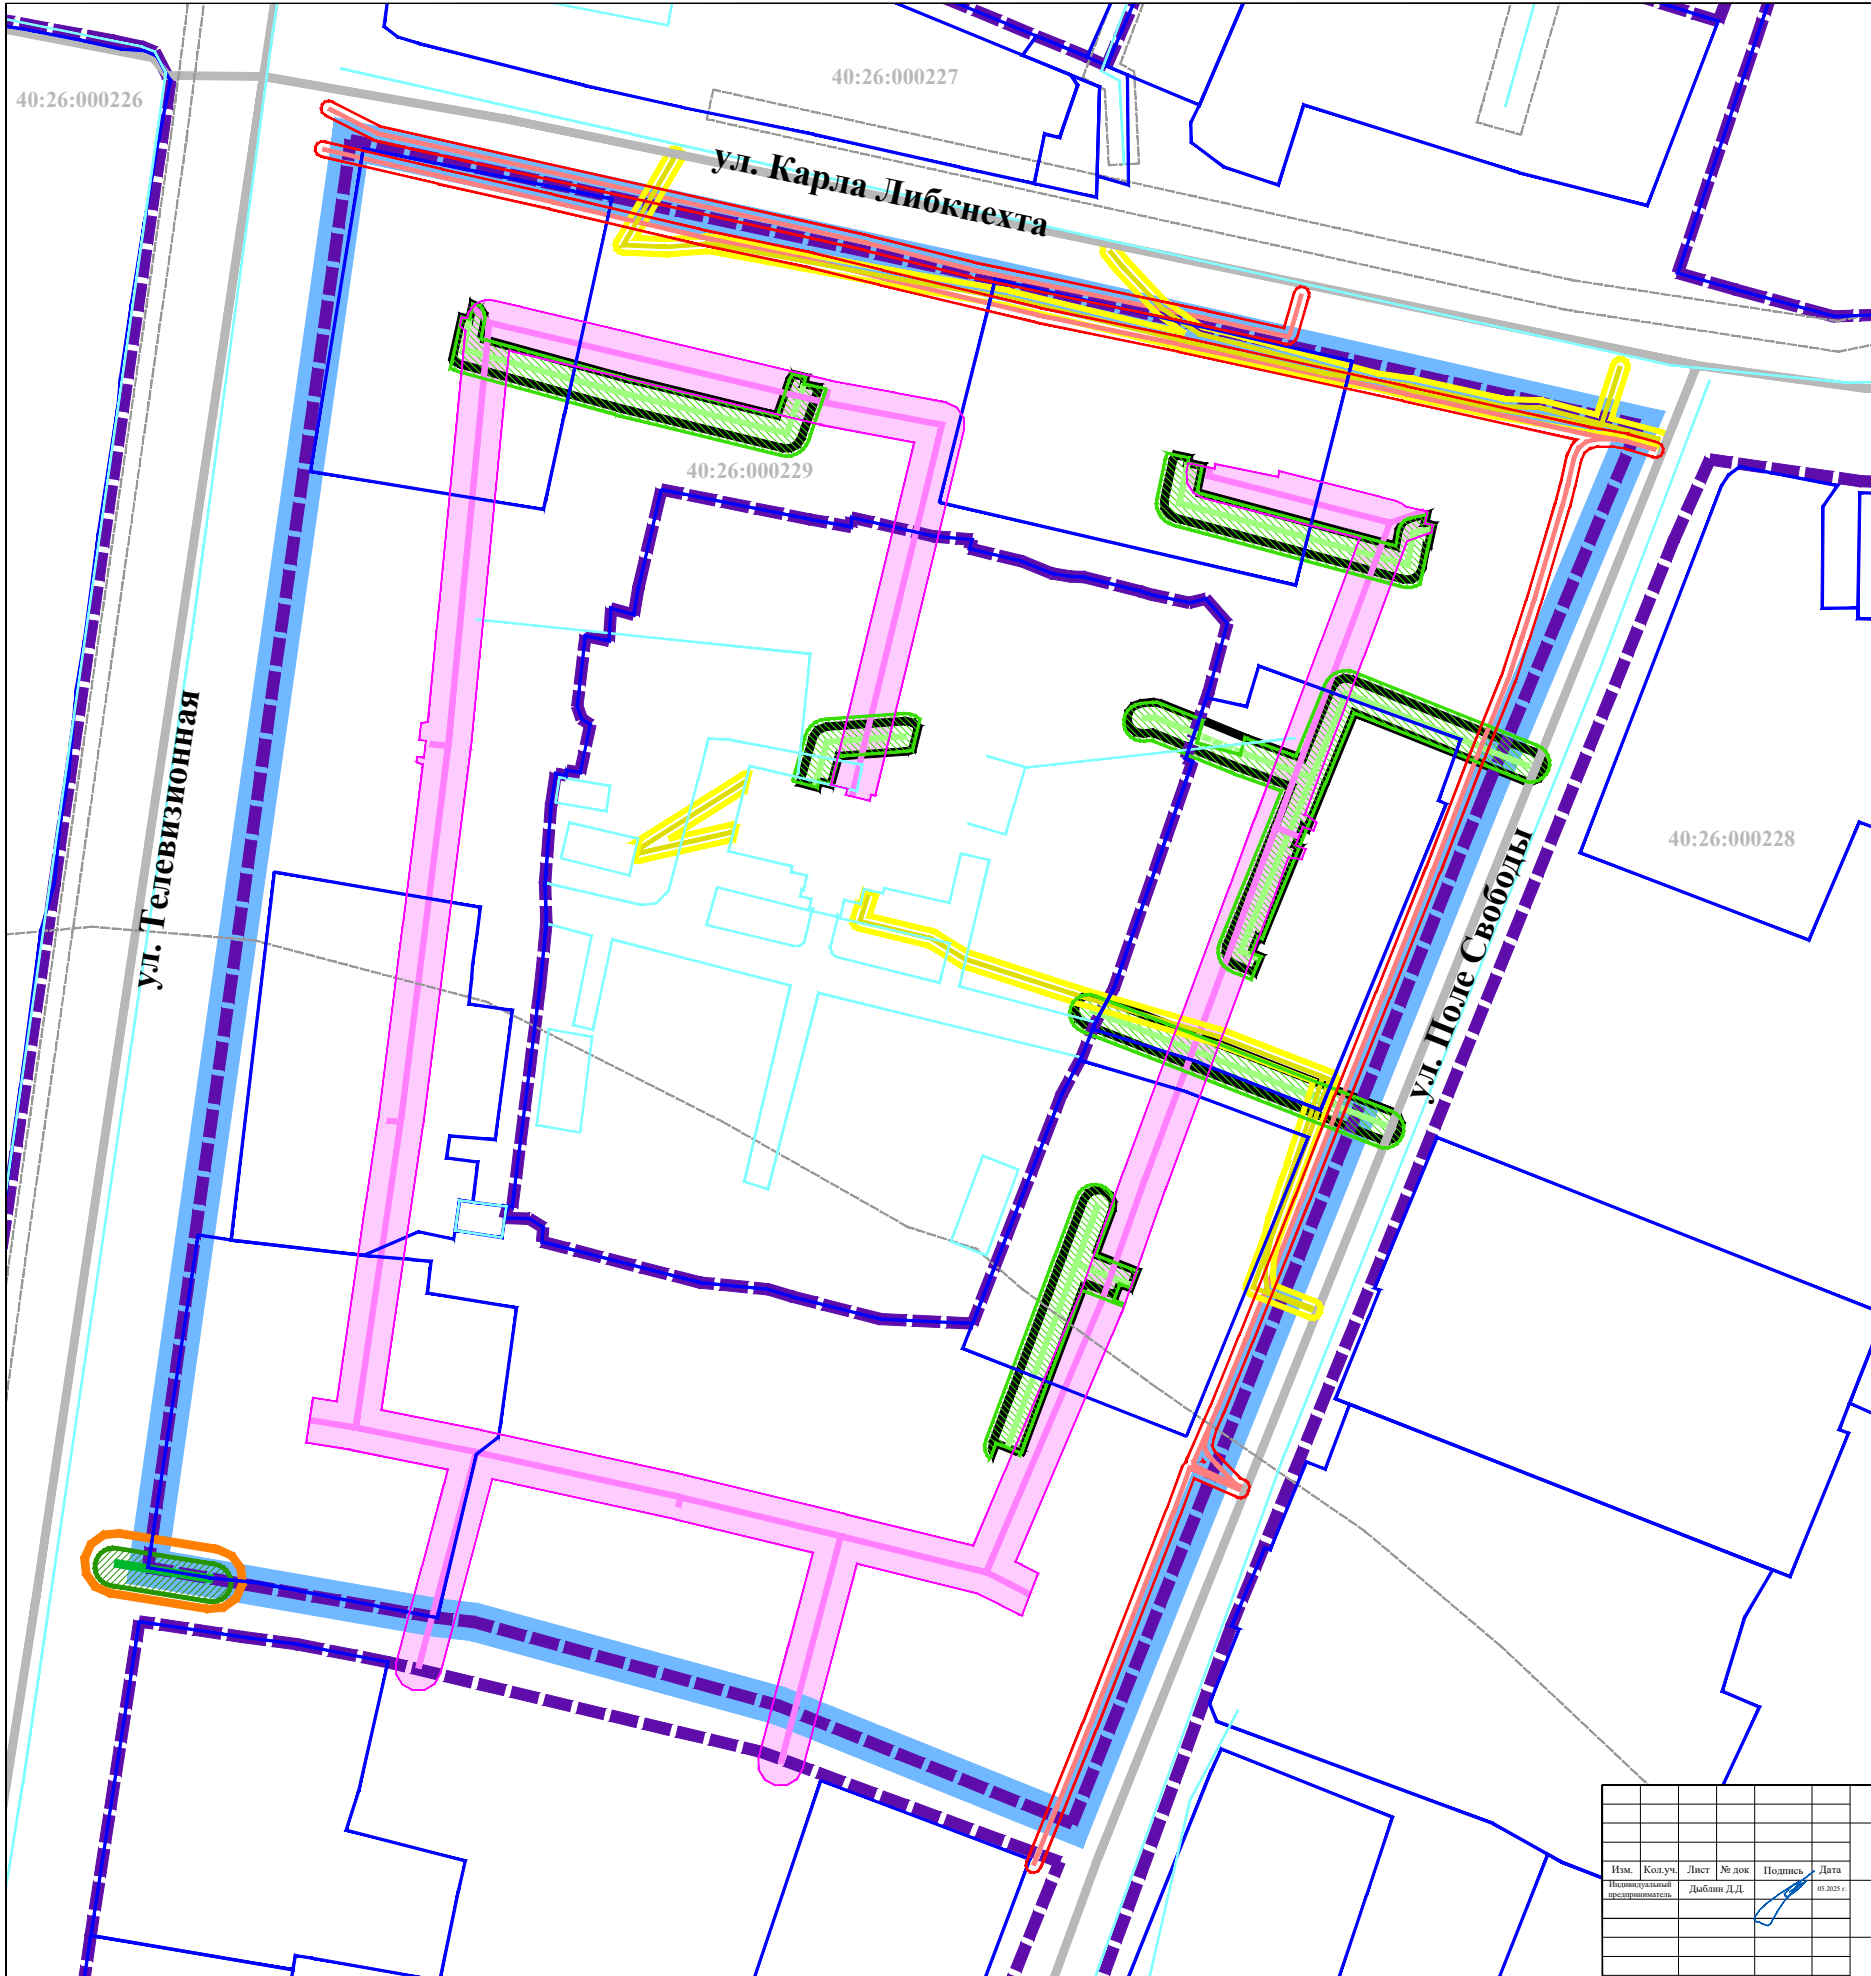 40:26:000227
40:26:000226
ул. Карла Либкнехта
40:26:000229
ул. Телевизионная
40:26:000228
ул. Поле Свободы
Изм. Кол.уч. Лист № док Подпись Дата
Индивидуальный предприниматель Дыблин Д.Д. 05.2025 г.